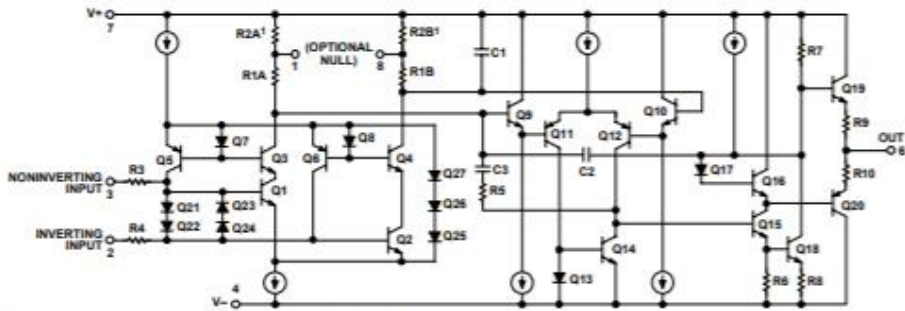 V+
7
R2A¹
R2B¹
(OPTIONAL
NULL)
1
8
C1
R7
R1A
R1B
Q19
Q9
Q10
R9
Q11
Q12
OUT
6
Q5
Q7
Q3
Q6
Q8
Q4
C3
C2
Q17
R10
Q27
R5
Q16
NONINVERTING
INPUT
3
R3
Q20
Q1
Q26
Q21
Q23
Q15
Q22
Q24
INVERTING
INPUT
2
R4
Q2
Q25
Q14
Q18
Q13
R6
R8
4
V–